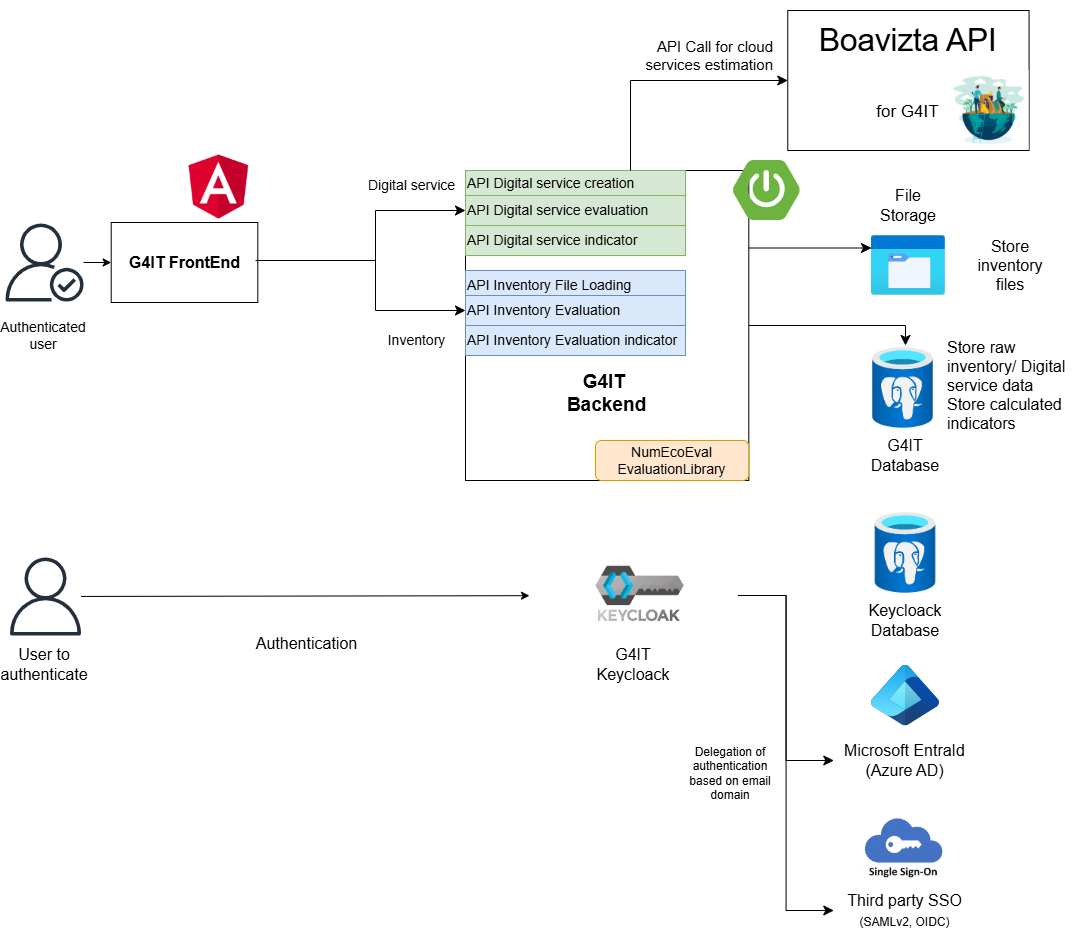 Boavizta API
for G4IT
API Call for cloud
services estimation
Digital service
API Digital service creation
API Digital service evaluation
API Digital service indicator
G4IT FrontEnd
Authenticated
user
API Inventory File Loading
API Inventory Evaluation
API Inventory Evaluation indicator
Inventory
G4IT
Backend
NumEcoEval
EvaluationLibrary
File
Storage
Store
inventory
files
Store raw
inventory/ Digital
service data
Store calculated
indicators
G4IT
Database
User to
authenticate
Authentication
KEYCLOAK
G4IT
Keycloack
Keycloack
Database
Delegation of
authentication
based on email
domain
Microsoft EntraId
(Azure AD)
Single Sign-On
Third party SSO
(SAMLv2, OIDC)